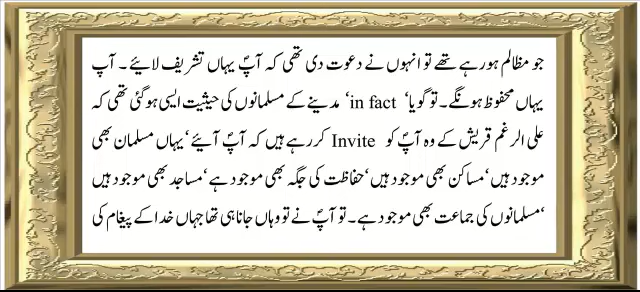 جو مظالم ہورہے تھے تو انہوں نے دعوت دی تھی کہ آپؐ یہاں تشریف لائیے۔ آپ
یہاں محفوظ ہونگے۔ تو گویا‘ in fact ‘ مدینے کے مسلمانوں کی حیثیت ایسی ہو گئی تھی کہ
علی الرغم قریش کے وہ آپؐ کو Invite کر رہے ہیں کہ آپؐ آیئے‘ یہاں مسلمان بھی
موجود ہیں‘ مساکن بھی موجود ہیں‘ حفاظت کی جگہ بھی موجود ہے‘ مساجد بھی موجود ہیں
‘مسلمانوں کی جماعت بھی موجود ہے۔ تو آپؐ نے تو وہاں جانا ہی تھا جہاں خدا کے پیغام کی